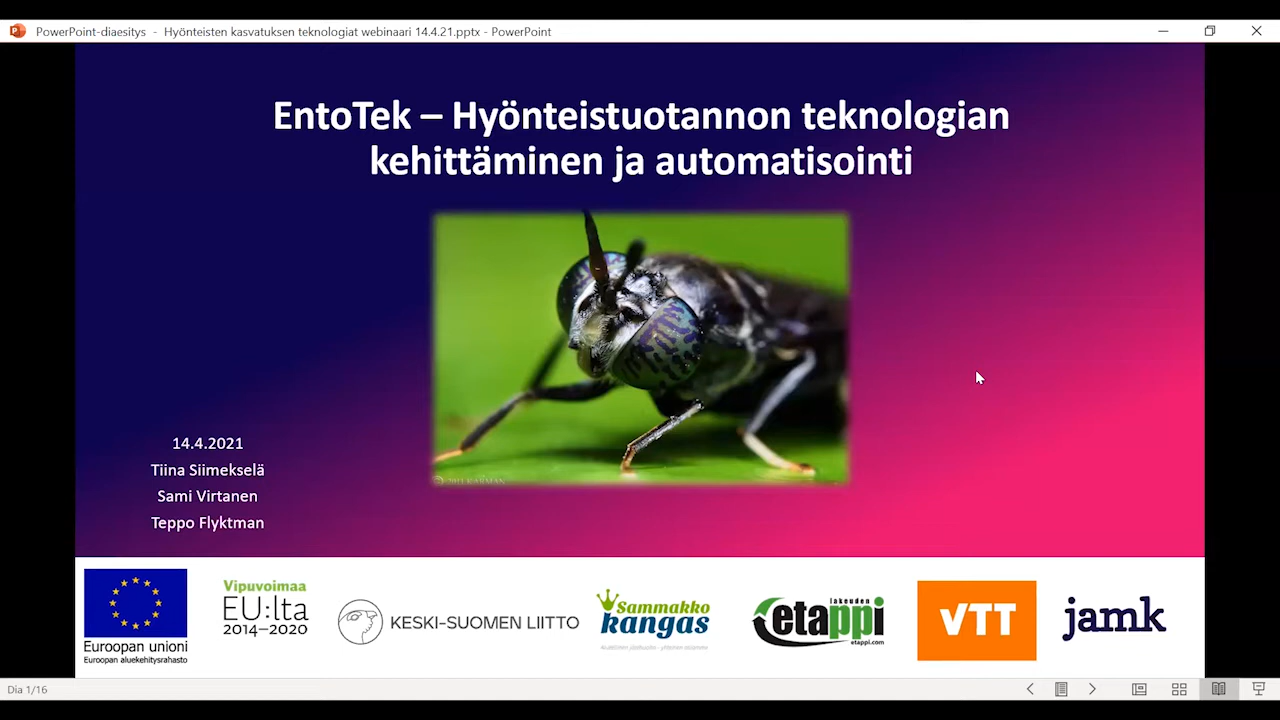 PowerPoint-diaesitys - Hyönteisten kasvatuksen teknologiat webinaari 14.4.21.pptx - PowerPoint
EntoTek – Hyönteistuotannon teknologian
kehittäminen ja automatisointi
14.4.2021
Tiina Siimekselä
Sami Virtanen
Teppo Flyktman
Euroopan unioni
Euroopan aluekehitysrahasto
Vipuvoimaa
EU:lta
2014–2020
KESKI-SUOMEN LIITTO
Sammakko
kangas
lakeuden
etappi
etappi.com
VTT
jamk
Dia 1/16